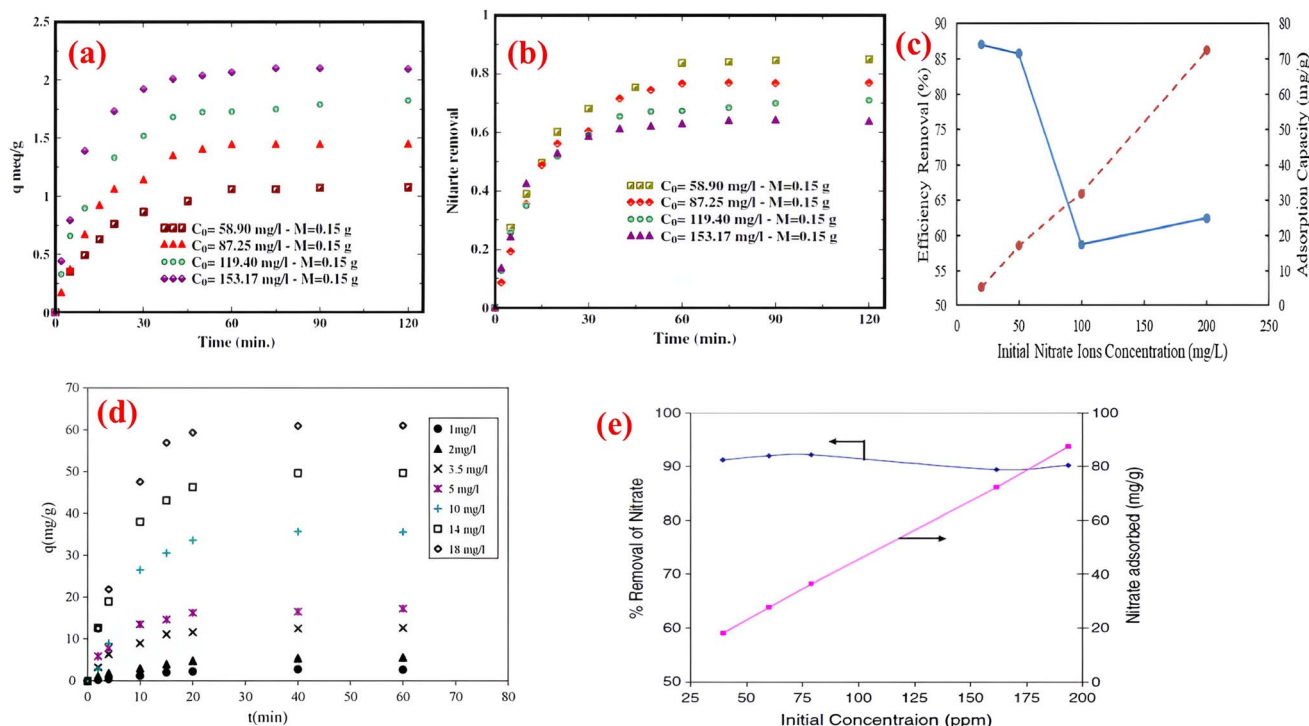 (a)
q meq/g
2.5
2
1.5
1
0.5
0
C₀= 58.90 mg/l - M=0.15 g
C₀= 87.25 mg/l - M=0.15 g
C₀= 119.40 mg/l - M=0.15 g
C₀= 153.17 mg/l - M=0.15 g
0 30 60 90 120
Time (min.)
(b)
Nitarte removal
1
0.8
0.6
0.4
0.2
0
C₀= 58.90 mg/l - M=0.15 g
C₀= 87.25 mg/l - M=0.15 g
C₀= 119.40 mg/l - M=0.15 g
C₀= 153.17 mg/l - M=0.15 g
0 30 60 90 120
Time (min.)
(c)
Efficiency Removal (%)
90
85
80
75
70
65
60
55
50
80
70
60
50
40
30
20
10
0
Adsorption Capacity (mg/g)
0 50 100 150 200 250
Initial Nitrate Ions Concentration (mg/L)
(d)
q(mg/g)
70
60
50
40
30
20
10
0
1mg/l
2mg/l
3.5 mg/l
5 mg/l
10 mg/l
14 mg/l
18 mg/l
0 10 20 30 40 50 60 70 80
t(min)
(e)
% Removal of Nitrate
100
90
80
70
60
50
100
80
60
40
20
0
Nitrate adsorbed (mg/g)
25 50 75 100 125 150 175 200
Initial Concentraion (ppm)